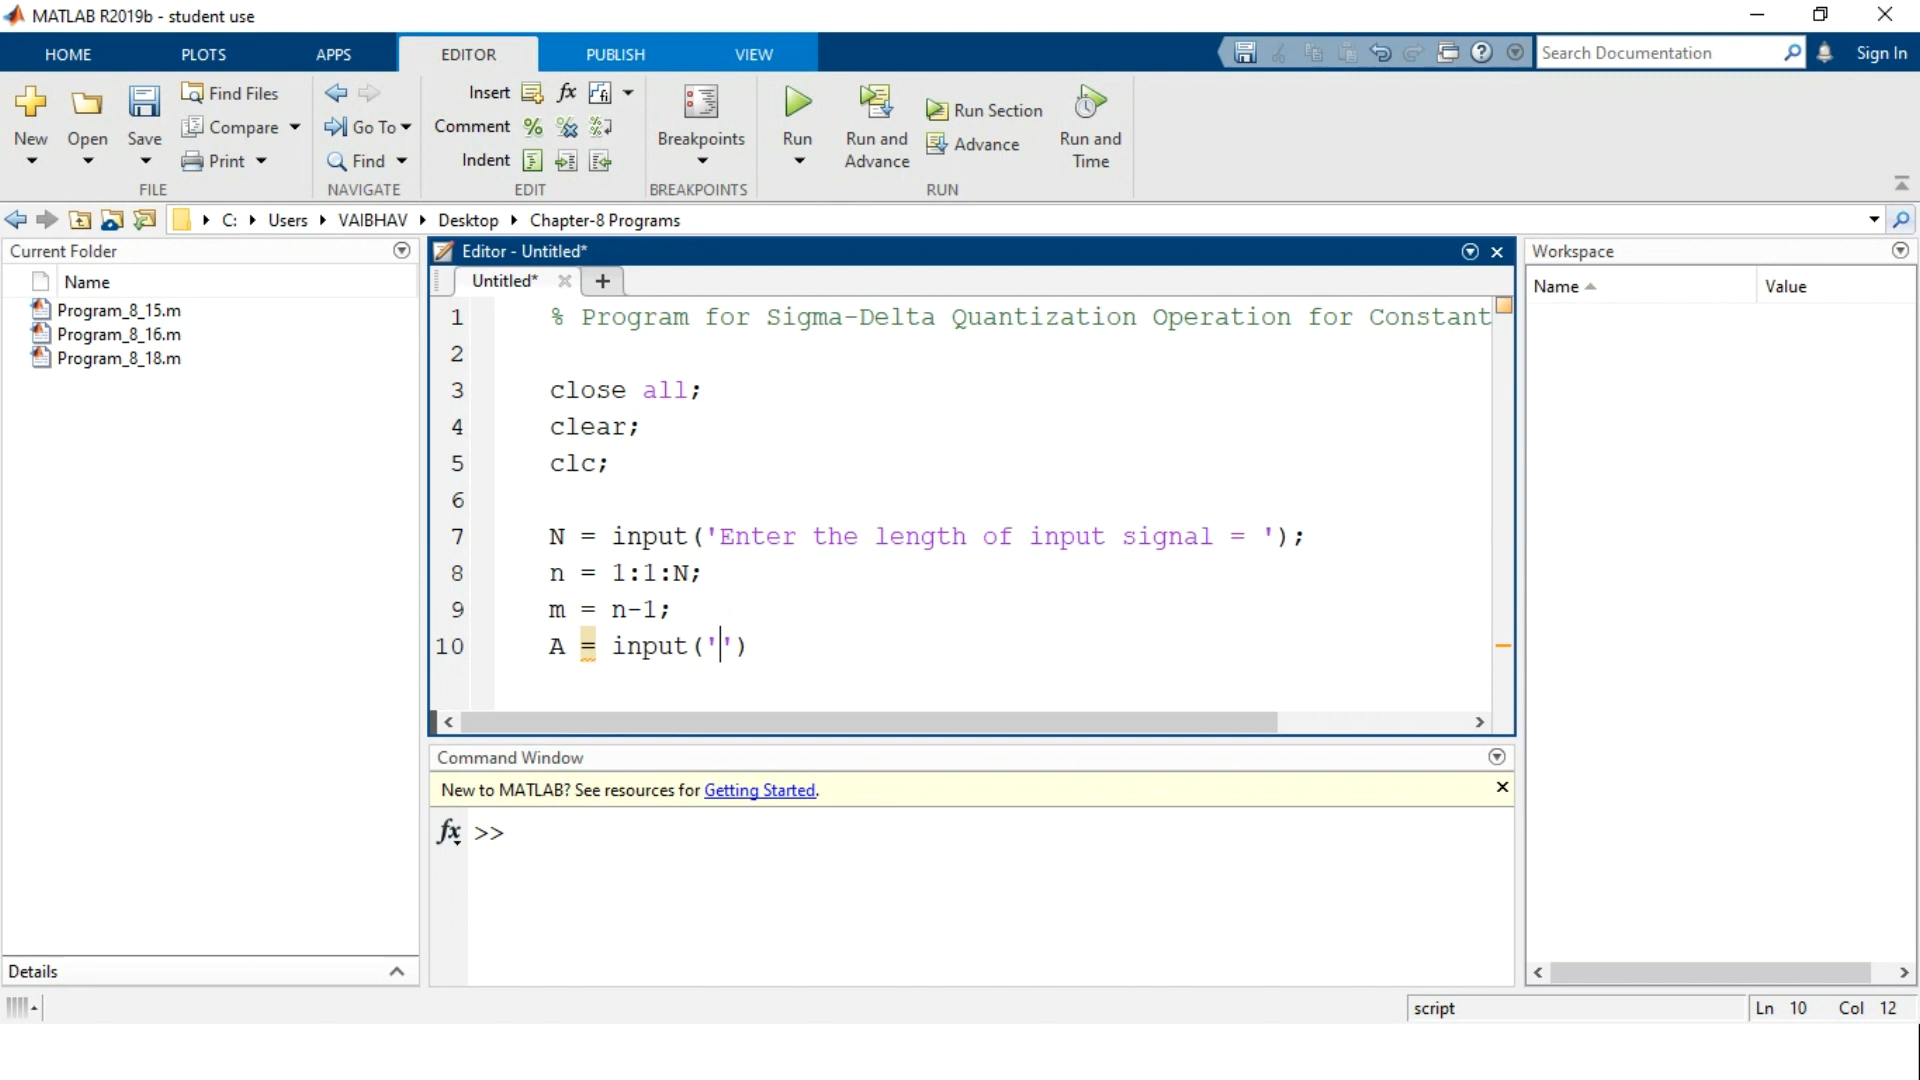 MATLAB R2019b - student use
HOME PLOTS APPS EDITOR PUBLISH VIEW Search Documentation Sign In
New Open Save Find Files Compare Print FILE
Go To Find NAVIGATE
Insert fx Comment Indent EDIT
Breakpoints BREAKPOINTS
Run Run and Advance Run Section Advance Run and Time RUN
C: Users VAIBHAV Desktop Chapter-8 Programs
Current Folder
Name
Program_8_15.m
Program_8_16.m
Program_8_18.m
Details
Editor - Untitled*
Untitled* +
1 % Program for Sigma-Delta Quantization Operation for Constant
2
3 close all;
4 clear;
5 clc;
6
7 N = input('Enter the length of input signal = ');
8 n = 1:1:N;
9 m = n-1;
10 A = input('')
Command Window
New to MATLAB? See resources for Getting Started.
fx >>
Workspace
Name Value
script Ln 10 Col 12